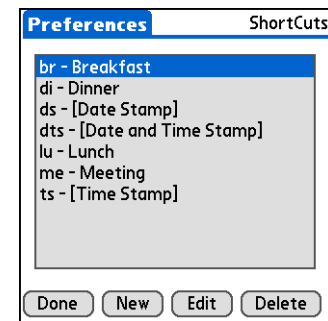 Preferences ShortCuts
br - Breakfast
di - Dinner
ds - [Date Stamp]
dts - [Date and Time Stamp]
lu - Lunch
me - Meeting
ts - [Time Stamp]
Done New Edit Delete